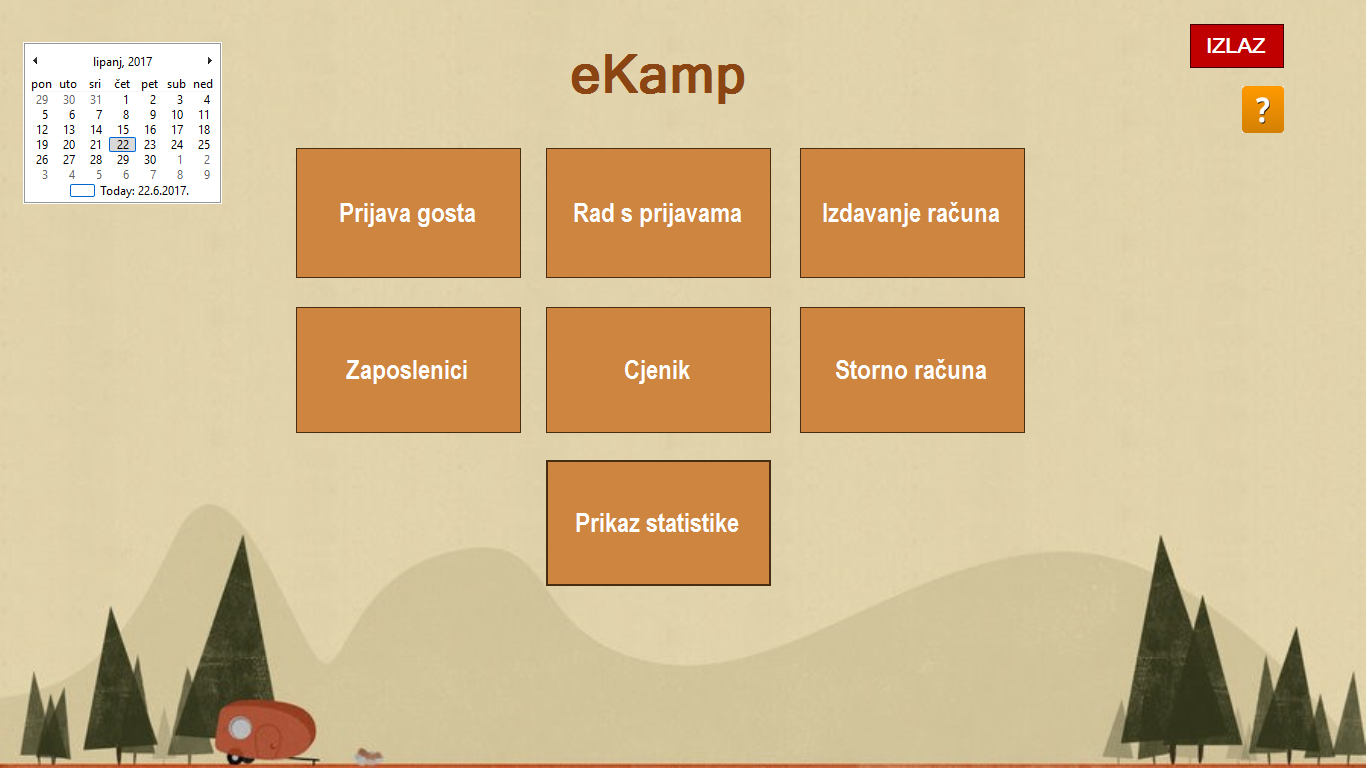 lipanj, 2017
pon uto sri čet pet sub ned
29 30 31 1 2 3 4
5 6 7 8 9 10 11
12 13 14 15 16 17 18
19 20 21 22 23 24 25
26 27 28 29 30 1 2
3 4 5 6 7 8 9
Today: 22.6.2017.
eKamp
IZLAZ
?
Prijava gosta
Rad s prijavama
Izdavanje računa
Zaposlenici
Cjenik
Storno računa
Prikaz statistike